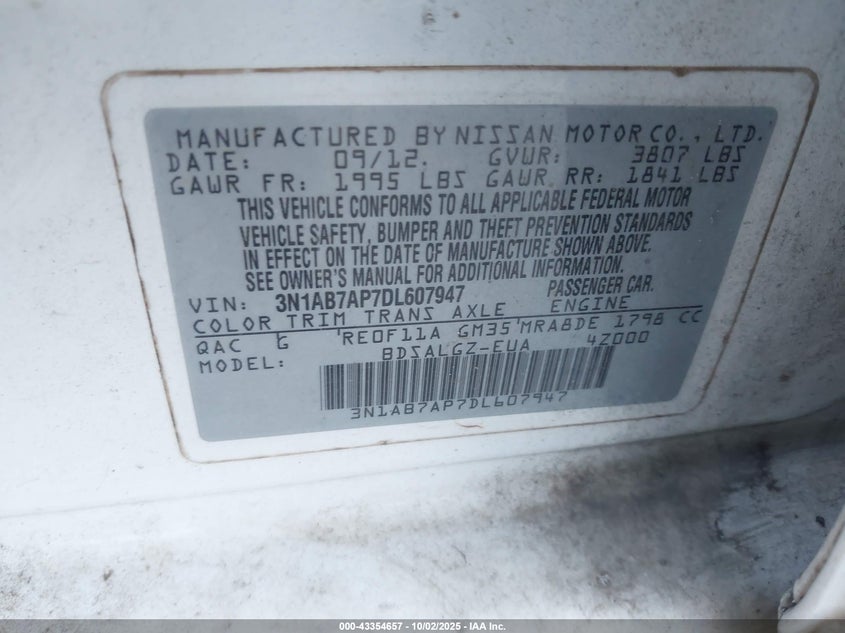 MANUFACTURED BY NISSAN MOTOR CO., LTD.
DATE: 09/12. GVWR: 3807 LBS
GAWR FR: 1995 LBS GAWR RR: 1841 LBS
THIS VEHICLE CONFORMS TO ALL APPLICABLE FEDERAL MOTOR
VEHICLE SAFETY, BUMPER AND THEFT PREVENTION STANDARDS
IN EFFECT ON THE DATE OF MANUFACTURE SHOWN ABOVE.
SEE OWNER'S MANUAL FOR ADDITIONAL INFORMATION.
VIN: 3N1AB7AP7DL607947 PASSENGER CAR.
COLOR TRIM TRANS AXLE ENGINE
QAC G RE0F11A GM35 MRA8DE 1798 CC
MODEL: BDSALGZ-EUA 4Z000
3N1AB7AP7DL607947
000-43354657 - 10/02/2025 - IAA Inc.